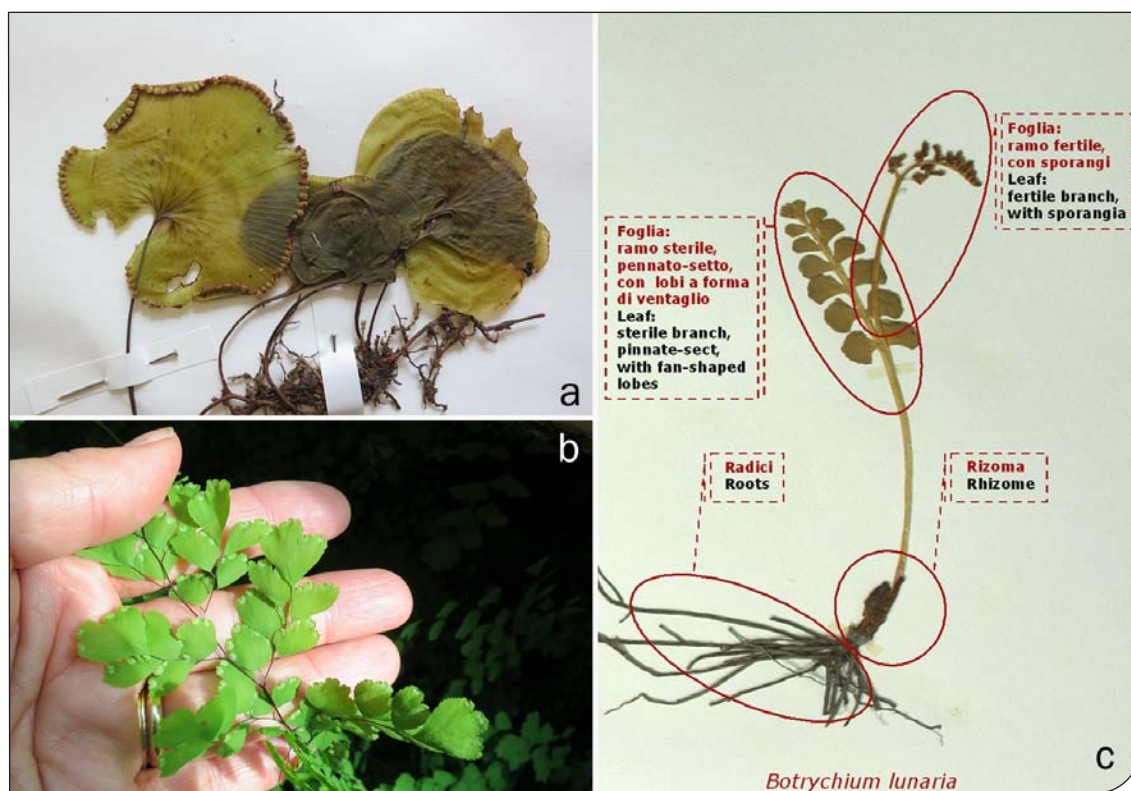 a
b
Foglia:
ramo fertile,
con sporangi
Leaf:
fertile branch,
with sporangia
Foglia:
ramo sterile,
pennato-setto,
con lobi a forma
di ventaglio
Leaf:
sterile branch,
pinnate-sect,
with fan-shaped
lobes
Radici
Roots
Rizoma
Rhizome
Botrychium lunaria
c